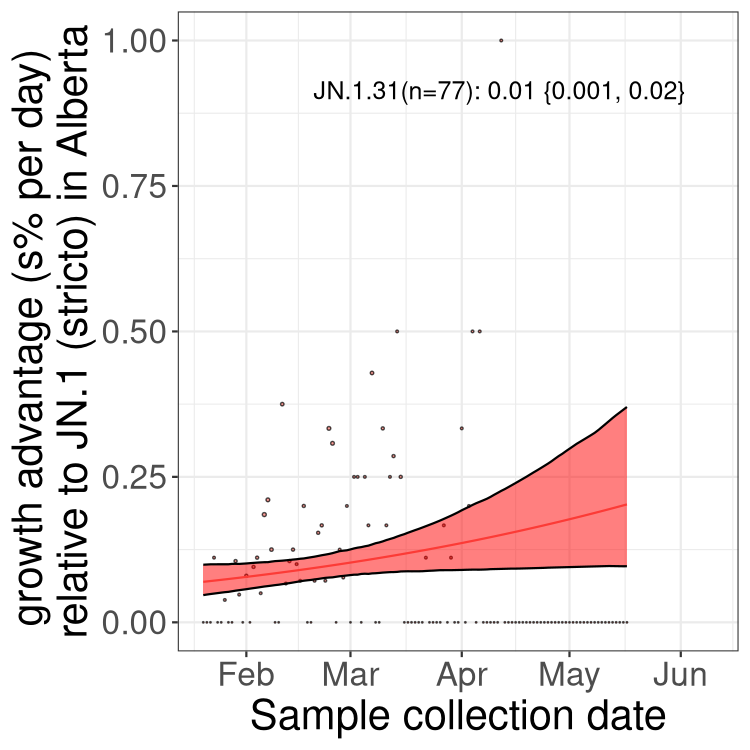 growth advantage (s% per day)
relative to JN.1 (stricto) in Alberta
1.00
0.75
0.50
0.25
0.00
JN.1.31(n=77): 0.01 {0.001, 0.02}
Feb Mar Apr May Jun
Sample collection date